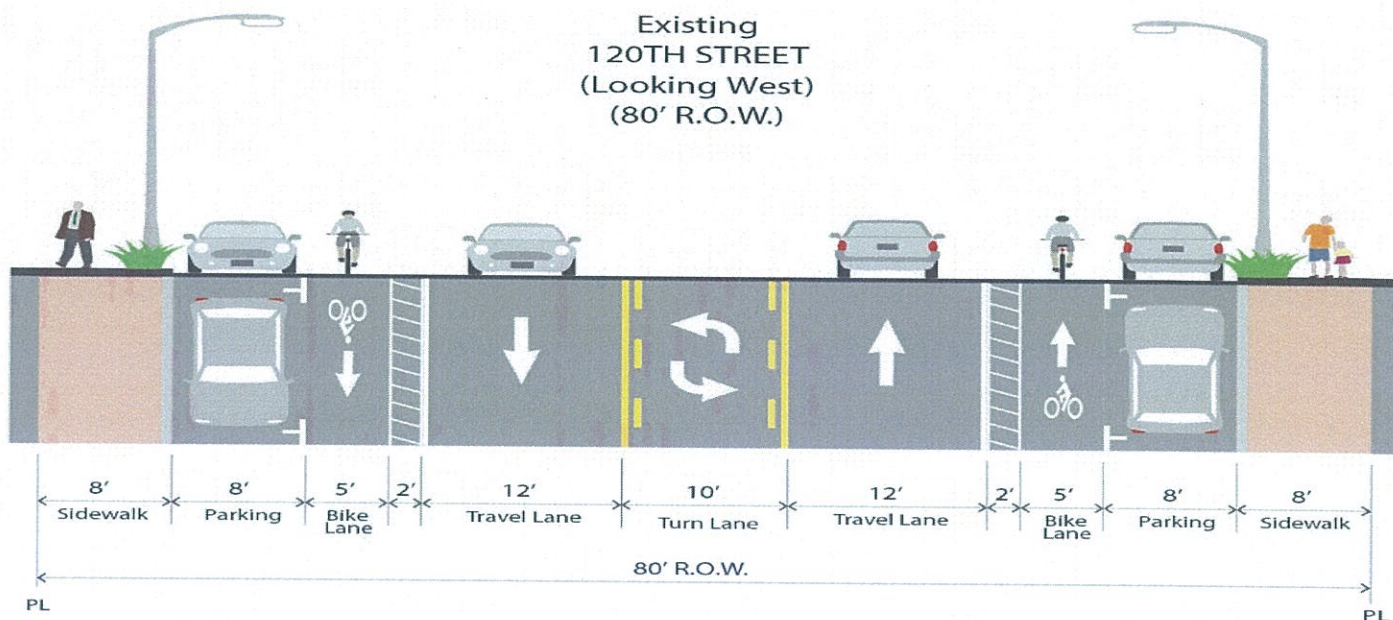 Existing
120TH STREET
(Looking West)
(80' R.O.W.)
8' 8' 5' 2' 12' 10' 12' 2' 5' 8' 8'
Sidewalk Parking Bike Lane Travel Lane Turn Lane Travel Lane Bike Lane Parking Sidewalk
80' R.O.W.
PL PL